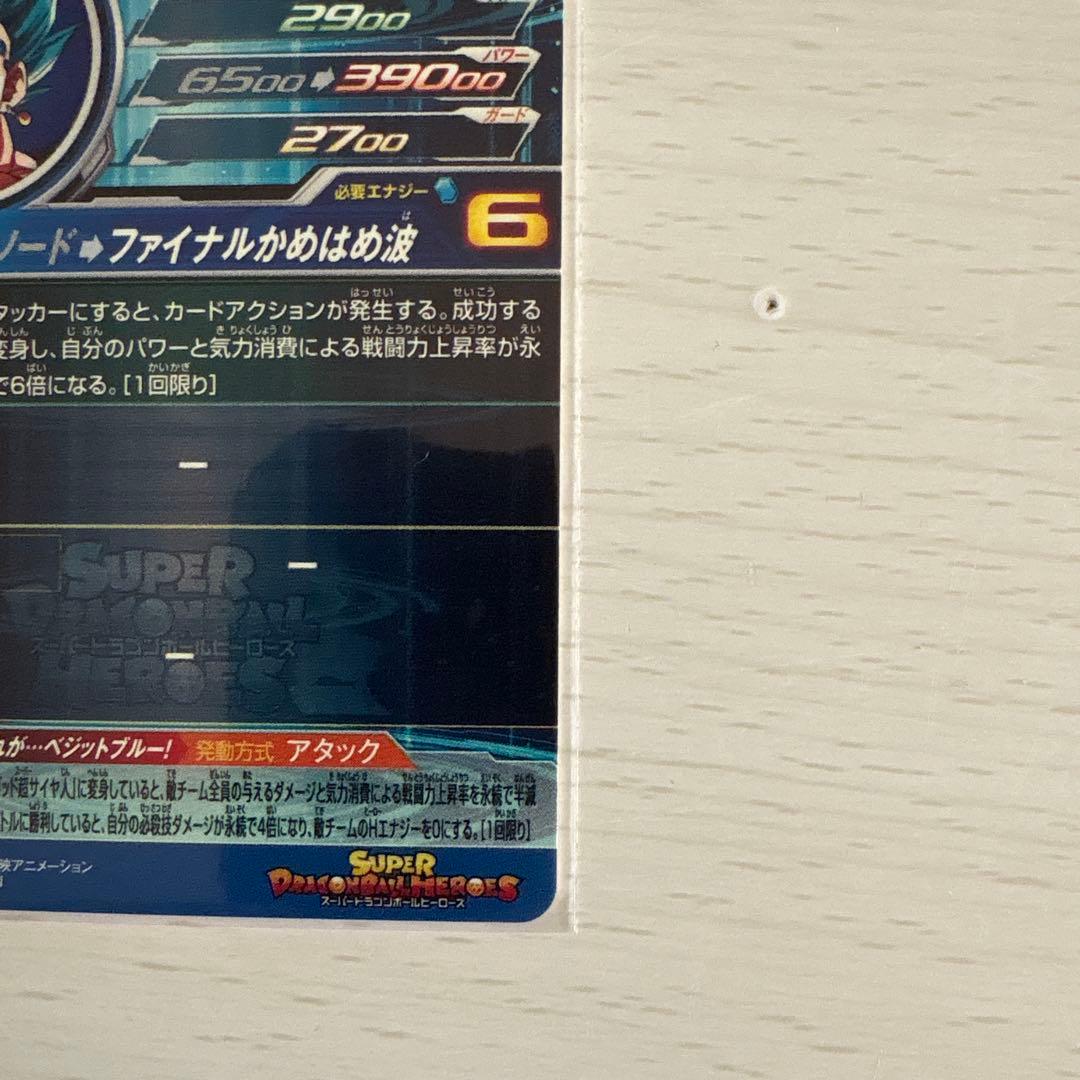 2900
パワー
6500➡39000
ガード
2700
必要エナジー 6
ソード➡ファイナルかめはめ波
タッカーにすると、カードアクションが発生する。成功する
変身し、自分のパワーと気力消費による戦闘力上昇率が永
で6倍になる。[1回限り]
–
–
–
SUPER
DRAGONBALL
スーパードラゴンボールヒーローズ
HEROES
れが…ベジットブルー! 発動方式 アタック
ッド超サイヤ人」に変身していると、敵チーム全員の与えるダメージと気力消費による戦闘力上昇率を永続で半減
トルに勝利していると、自分の必殺技ダメージが永続で4倍になり、敵チームのHエナジーを0にする。[1回限り]
映アニメーション
SUPER
DRAGONBALL HEROES
スーパードラゴンボールヒーローズ